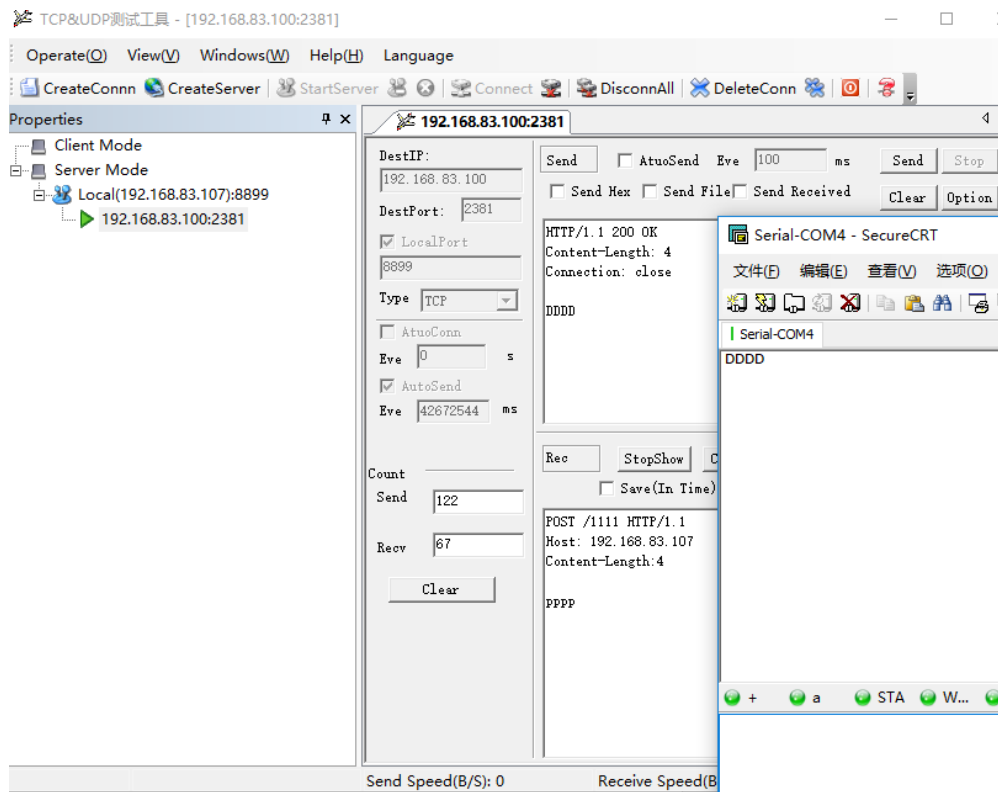 TCP&UDP测试工具 - [192.168.83.100:2381]
Operate(O) View(V) Windows(W) Help(H) Language
CreateConnn CreateServer StartServer Connect DisconnAll DeleteConn
Properties
Client Mode
Server Mode
Local(192.168.83.107):8899
192.168.83.100:2381
192.168.83.100:2381
DestIP:
192.168.83.100
DestPort: 2381
LocalPort
8899
Type TCP
AtuoConn
Eve 0 s
AutoSend
Eve 42672544 ms
Count
Send 122
Recv 67
Clear
Send AtuoSend Eve 100 ms Send Stop
Send Hex Send File Send Received Clear Option
HTTP/1.1 200 OK
Content-Length: 4
Connection: close
DDDD
Rec StopShow C
Save(In Time)
POST /1111 HTTP/1.1
Host: 192.168.83.107
Content-Length:4
PPPP
Serial-COM4 - SecureCRT
文件(F) 编辑(E) 查看(V) 选项(O)
Serial-COM4
DDDD
+ a STA W...
Send Speed(B/S): 0 Receive Speed(B